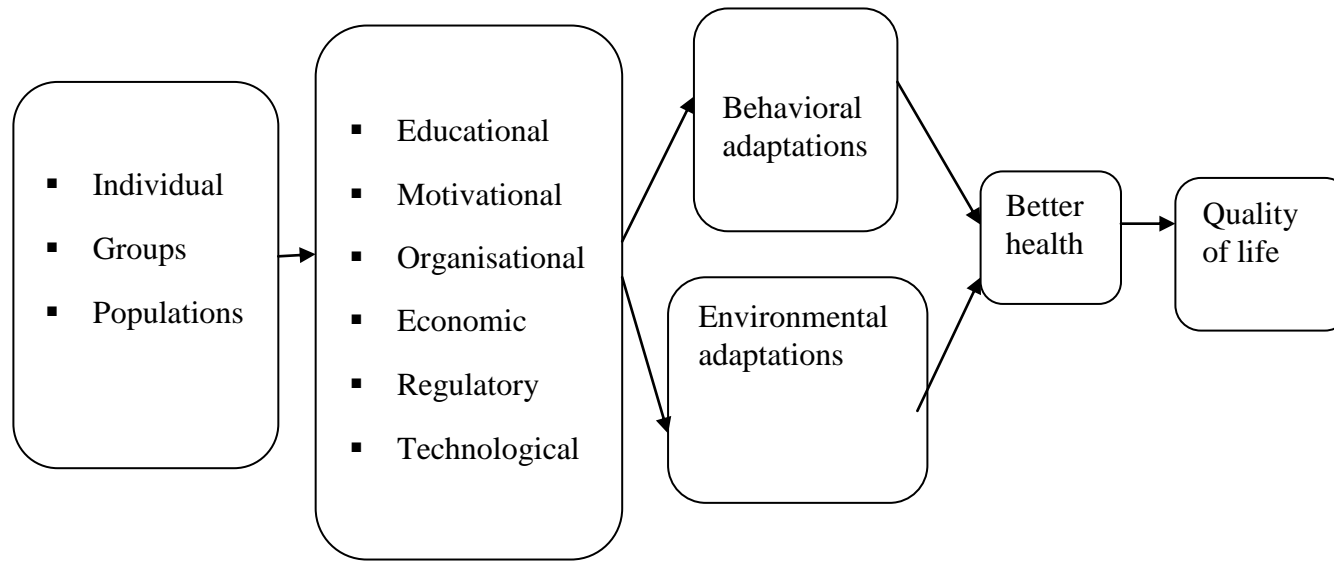 ▪ Individual
▪ Groups
▪ Populations
▪ Educational
▪ Motivational
▪ Organisational
▪ Economic
▪ Regulatory
▪ Technological
Behavioral
adaptations
Environmental
adaptations
Better
health
Quality
of life